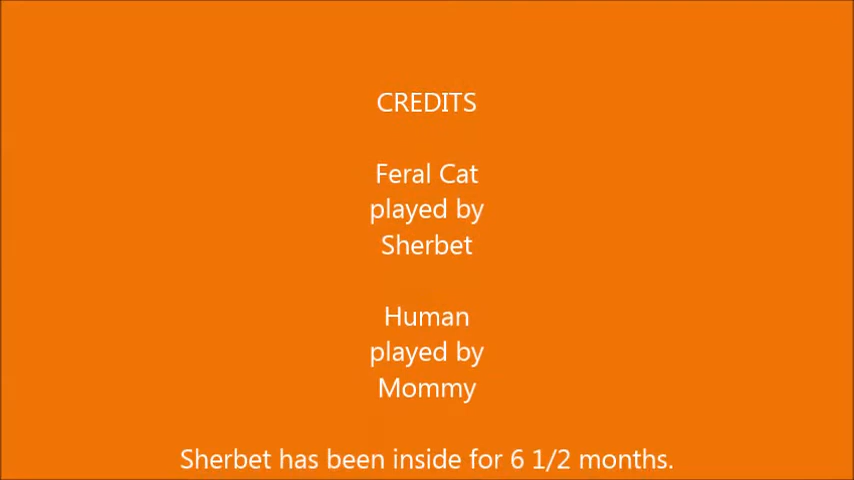 CREDITS
Feral Cat
played by
Sherbet
Human
played by
Mommy
Sherbet has been inside for 6 1/2 months.